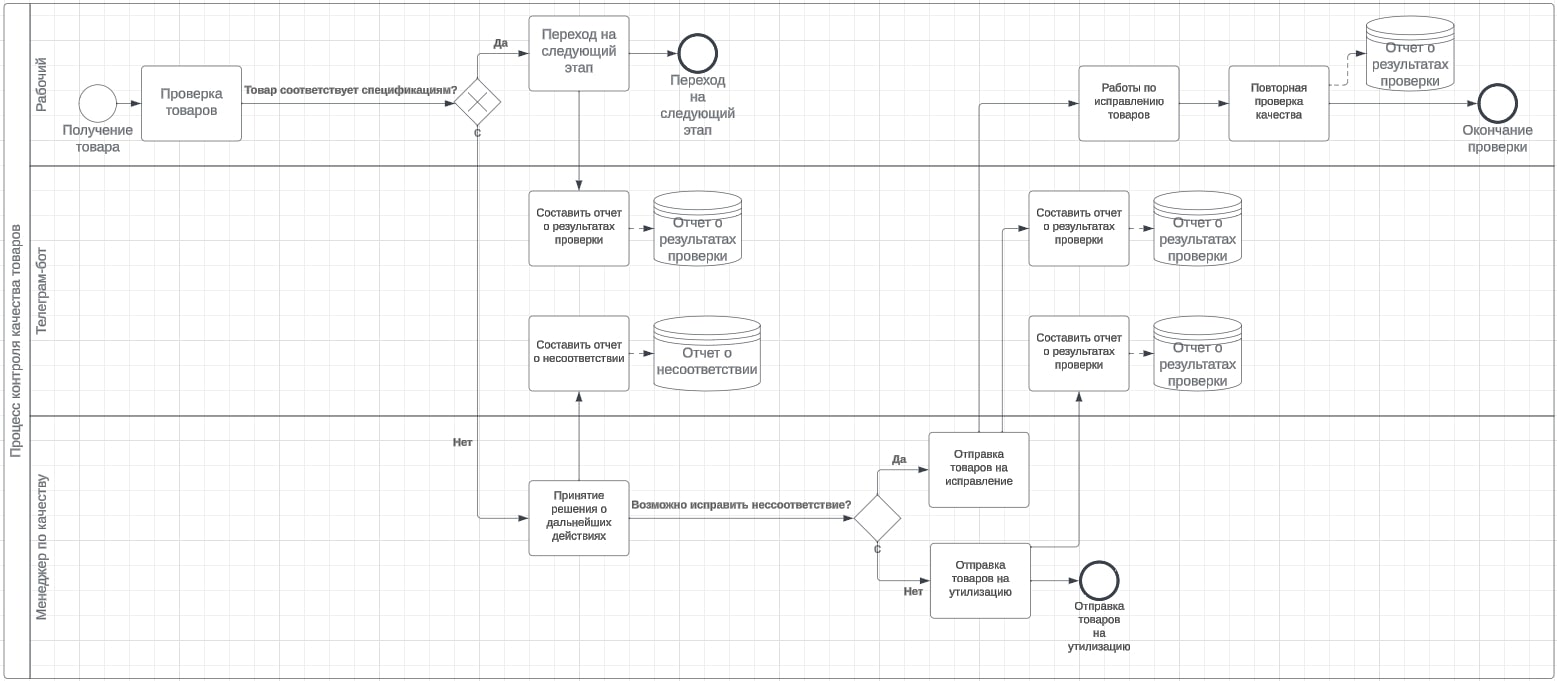 Процесс контроля качества товаров
Рабочий
Получение
товара
Проверка
товаров
Товар соответствует спецификациям?
С
Да
Переход на
следующий
этап
Переход
на
следующий
этап
Работы по
исправлению
товаров
Повторная
проверка
качества
Отчет о
результатах
проверки
Окончание
проверки
Телеграм-бот
Составить отчет
о результатах
проверки
Отчет о
результатах
проверки
Составить отчет
о результатах
проверки
Отчет о
результатах
проверки
Составить отчет
о несоответствии
Отчет о
несоответствии
Составить отчет
о результатах
проверки
Отчет о
результатах
проверки
Менеджер по качеству
Нет
Принятие
решения о
дальнейших
действиях
Возможно исправить нессоответствие?
С
Да
Отправка
товаров на
исправление
Нет
Отправка
товаров на
утилизацию
Отправка
товаров
на
утилизацию